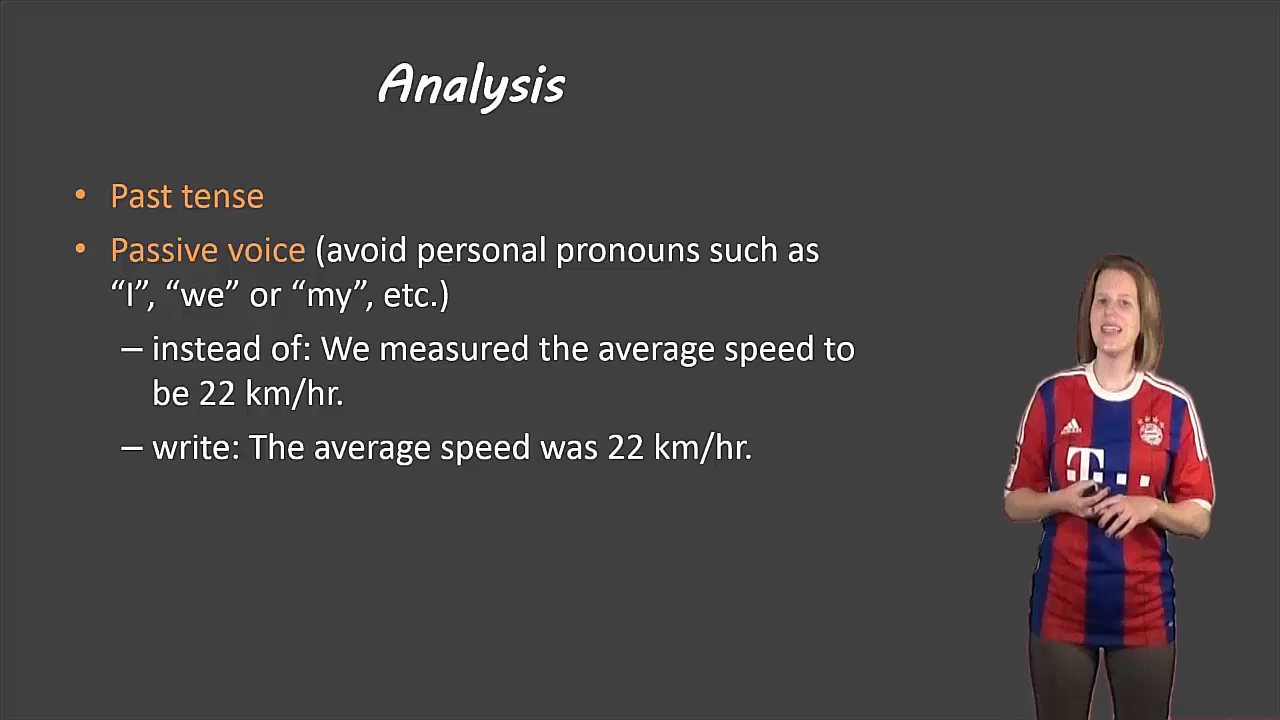 Analysis
• Past tense
• Passive voice (avoid personal pronouns such as
“I”, “we” or “my”, etc.)
– instead of: We measured the average speed to
be 22 km/hr.
– write: The average speed was 22 km/hr.
T . .